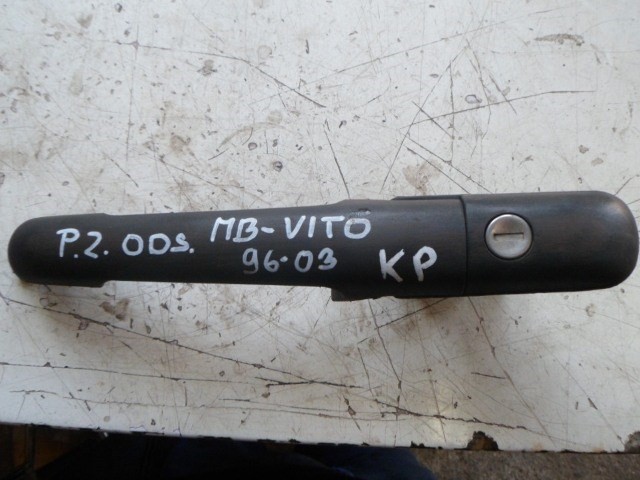 P.Z. ODS. MB-VITO
96-03 KP